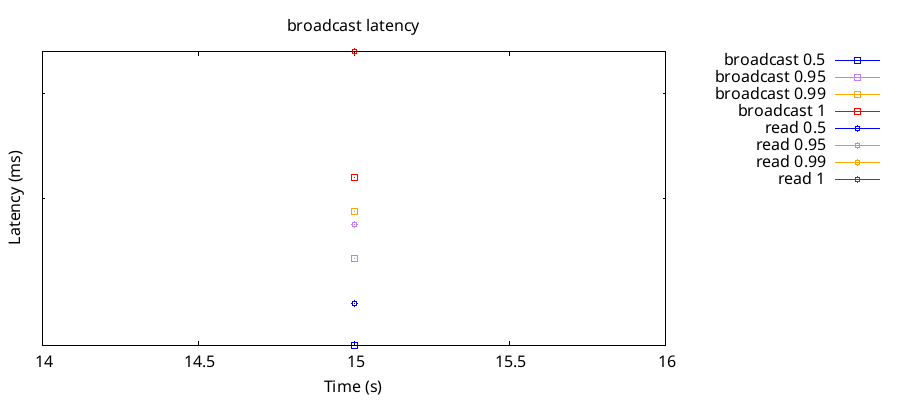 broadcast latency
Latency (ms)
14
14.5
15
15.5
16
Time (s)
broadcast 0.5
broadcast 0.95
broadcast 0.99
broadcast 1
read 0.5
read 0.95
read 0.99
read 1